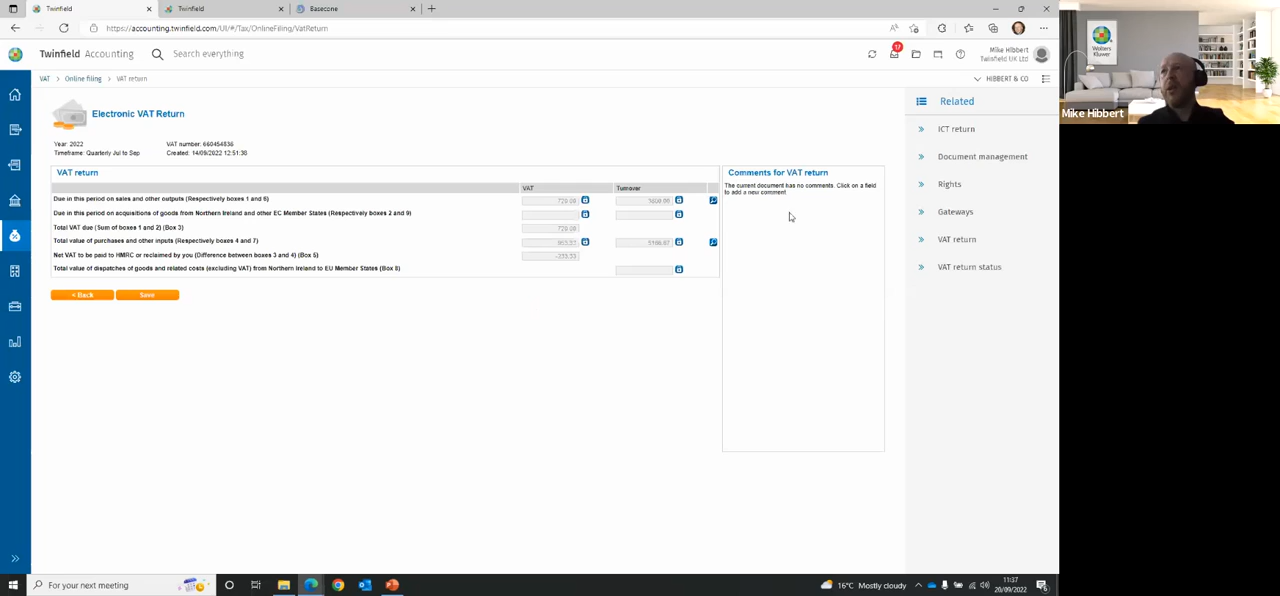 Twinfield
Twinfield
Basecone
https://accounting.twinfield.com/UI/#/Tax/OnlineFiling/VatReturn
Twinfield Accounting
Search everything
17
Mike Hibbert
Twinfield UK Ltd
VAT > Online filing > VAT return
HIBBERT & CO
Electronic VAT Return
Year: 2022
VAT number: 660454836
Timeframe: Quarterly Jul to Sep
Created: 14/09/2022 12:51:36
VAT return
VAT
Turnover
Due in this period on sales and other outputs (Respectively boxes 1 and 6)
Due in this period on acquisitions of goods from Northern Ireland and other EC Member States (Respectively boxes 2 and 9)
Total VAT due (Sum of boxes 1 and 2) (Box 3)
Total value of purchases and other inputs (Respectively boxes 4 and 7)
Net VAT to be paid to HMRC or reclaimed by you (Difference between boxes 3 and 4) (Box 5)
Total value of dispatches of goods and related costs (excluding VAT) from Northern Ireland to EU Member States (Box 8)
< Back
Save
Comments for VAT return
The current document has no comments. Click on a field
to add a new comment!
Related
ICT return
Document management
Rights
Gateways
VAT return
VAT return status
Wolters
Kluwer
Mike Hibbert
For your next meeting
16°C Mostly cloudy
11:37
20/09/2022